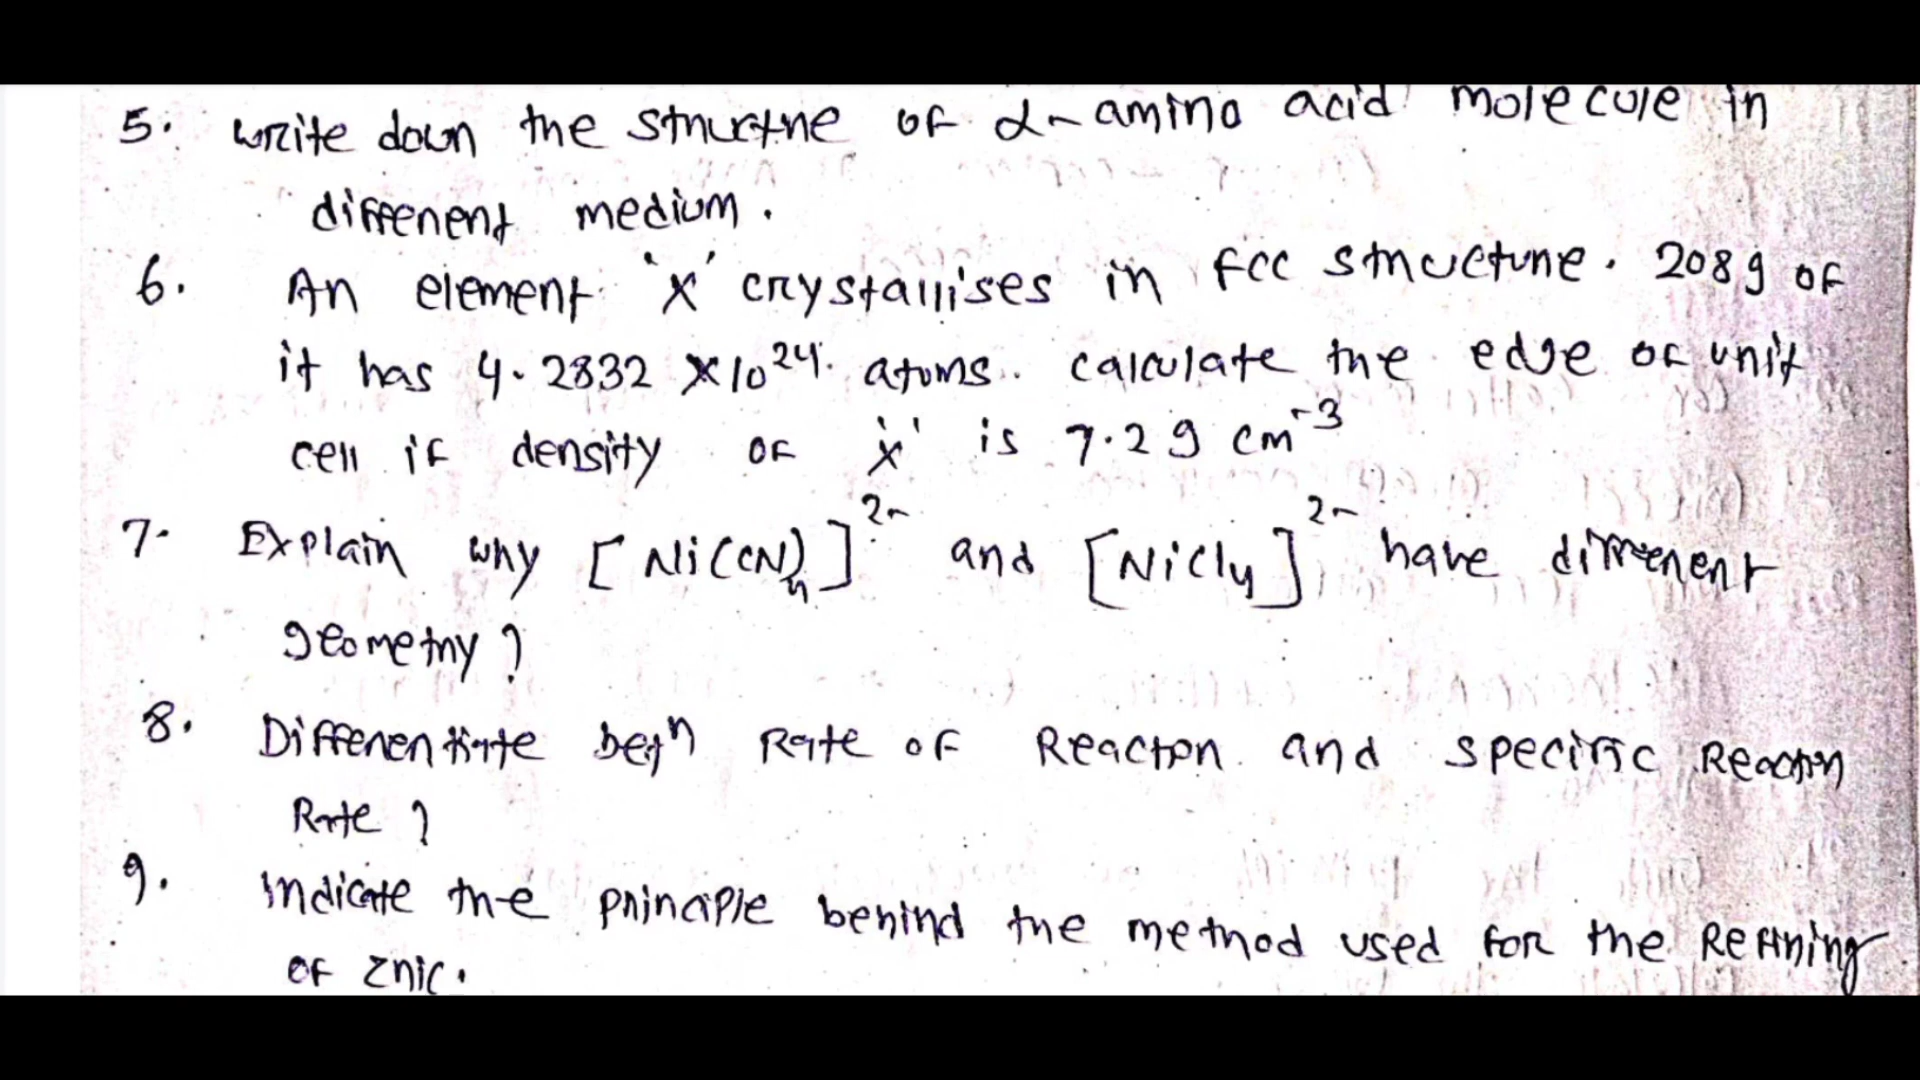 5. write down the structure of α-amino acid molecule in
different medium.
6. An element 'X' crystallises in fcc structure. 208g of
it has 4.2832 × 10²⁴ atoms. calculate the edge of unit
cell if density of 'x' is 7.2 g cm⁻³
7. Explain why [Ni(CN)₄]²⁻ and [NiCl₄]²⁻ have different
geometry?
8. Differentiate betⁿ Rate of Reaction and specific Reaction
Rate?
9. indicate the principle behind the method used for the Refining
of znic.